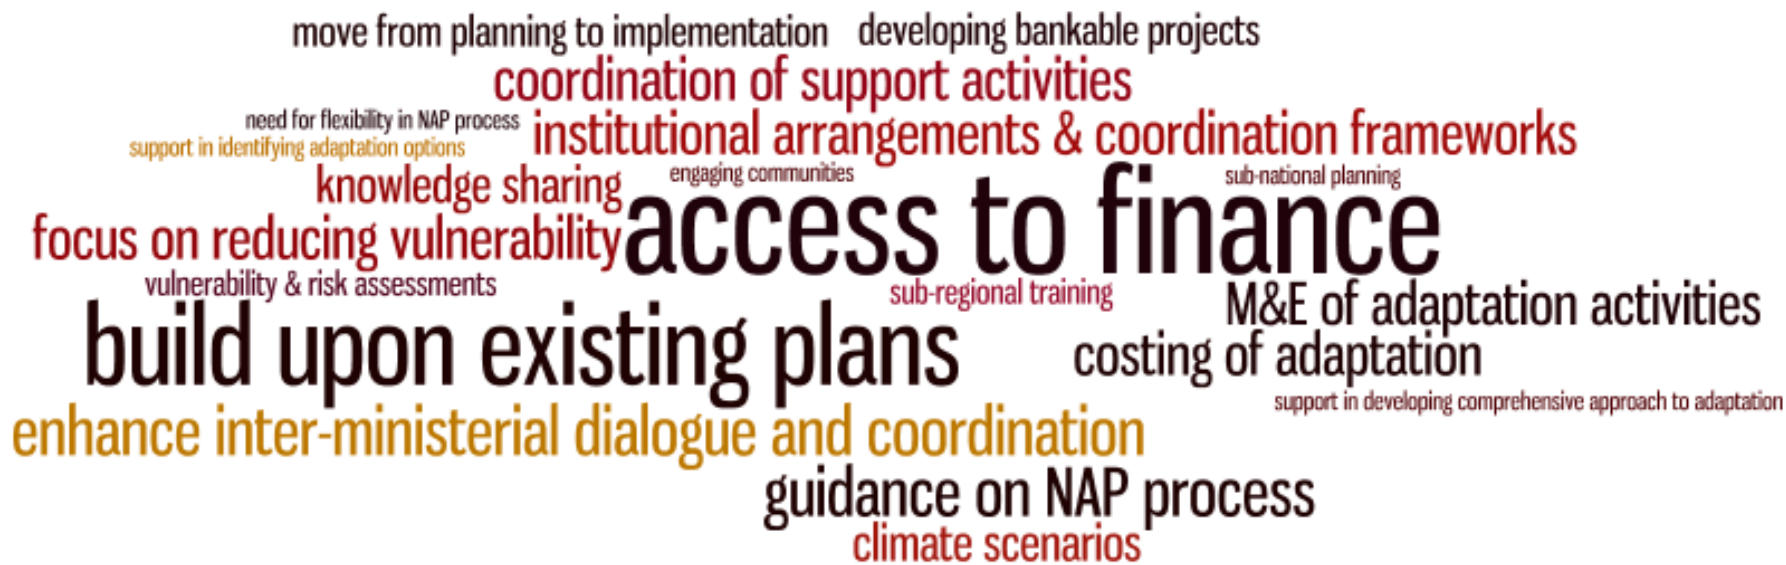 move from planning to implementation
developing bankable projects
coordination of support activities
need for flexibility in NAP process
institutional arrangements & coordination frameworks
support in identifying adaptation options
knowledge sharing
engaging communities
sub-national planning
access to finance
focus on reducing vulnerability
vulnerability & risk assessments
sub-regional training
M&E of adaptation activities
build upon existing plans
costing of adaptation
support in developing comprehensive approach to adaptation
enhance inter-ministerial dialogue and coordination
guidance on NAP process
climate scenarios